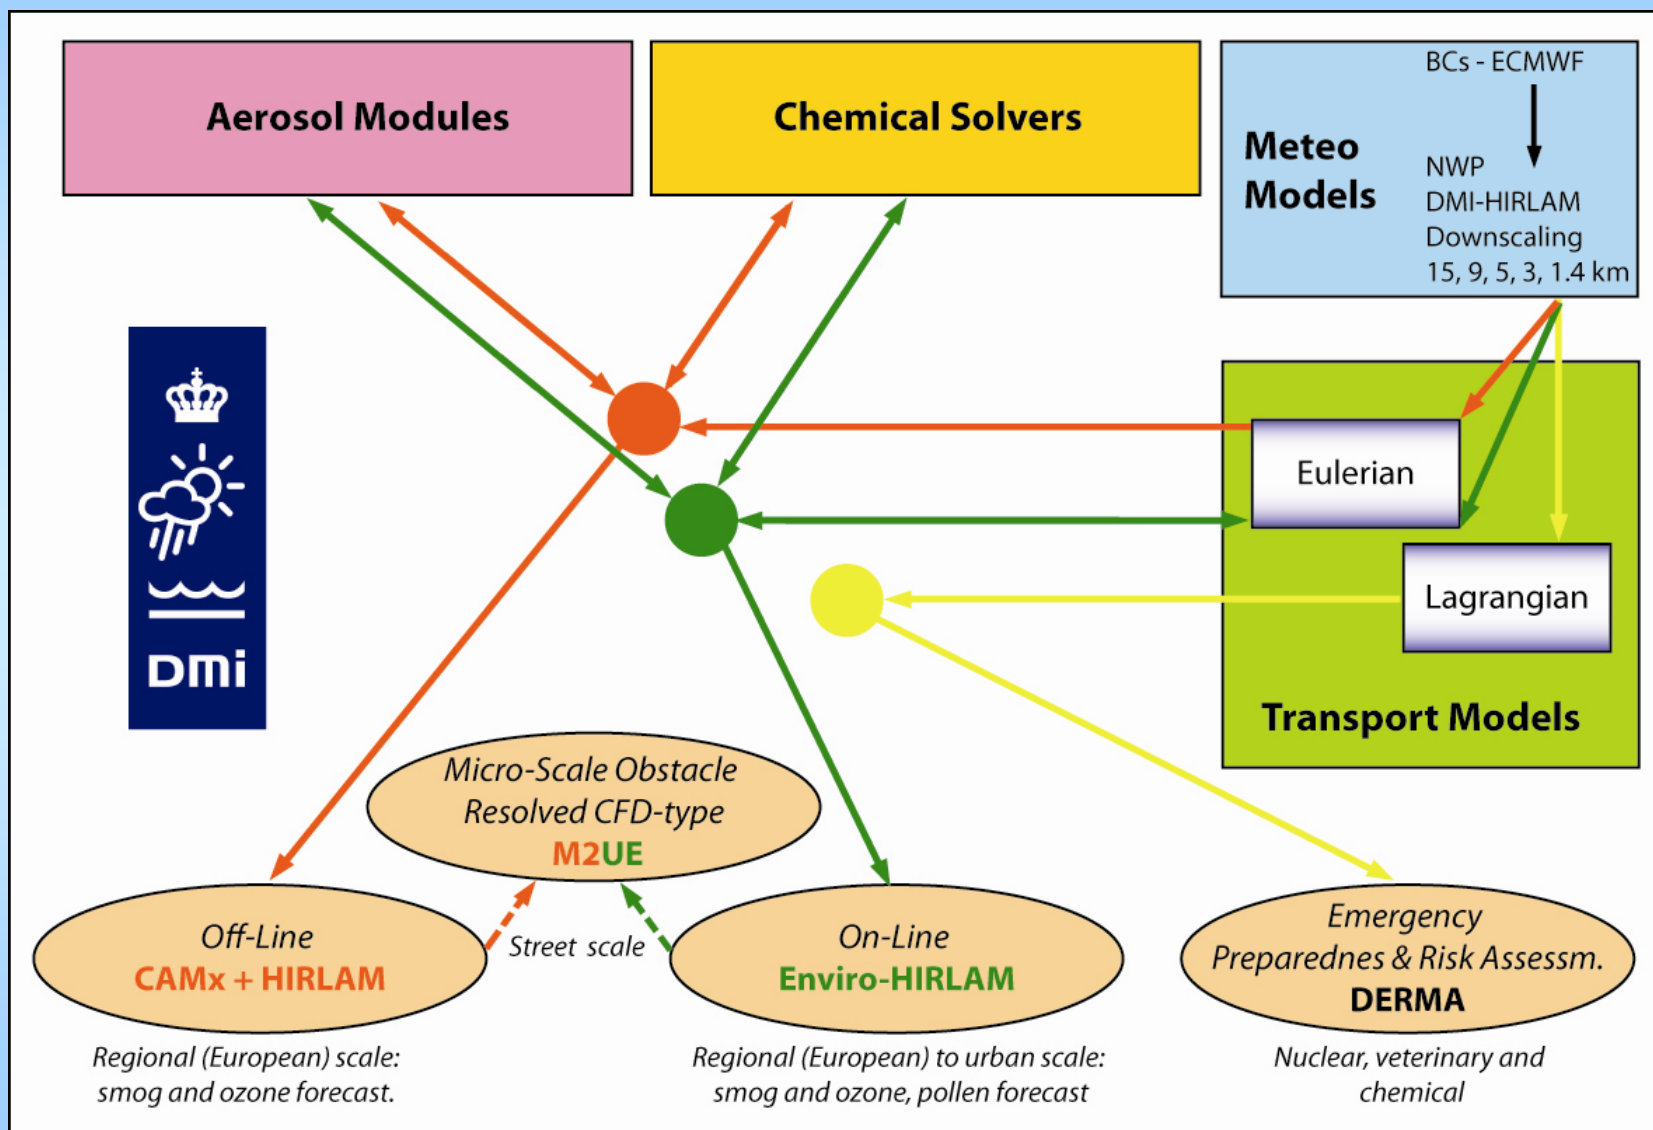 Aerosol Modules
Chemical Solvers
Meteo
Models
BCs - ECMWF
NWP
DMI-HIRLAM
Downscaling
15, 9, 5, 3, 1.4 km
Eulerian
Lagrangian
Transport Models
DMi
Micro-Scale Obstacle
Resolved CFD-type
M2UE
Off-Line
CAMx + HIRLAM
Street scale
On-Line
Enviro-HIRLAM
Emergency
Preparednes & Risk Assessm.
DERMA
Regional (European) scale:
smog and ozone forecast.
Regional (European) to urban scale:
smog and ozone, pollen forecast
Nuclear, veterinary and
chemical